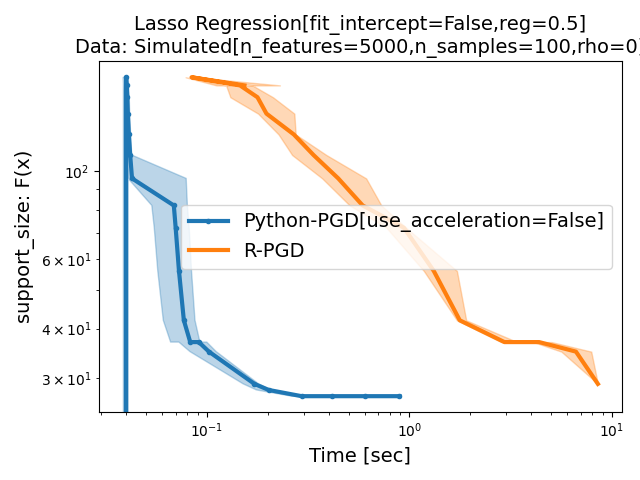 Lasso Regression[fit_intercept=False,reg=0.5]
Data: Simulated[n_features=5000,n_samples=100,rho=0]
support_size: F(x)
10²
6 × 10¹
4 × 10¹
3 × 10¹
Python-PGD[use_acceleration=False]
R-PGD
10⁻¹
10⁰
10¹
Time [sec]